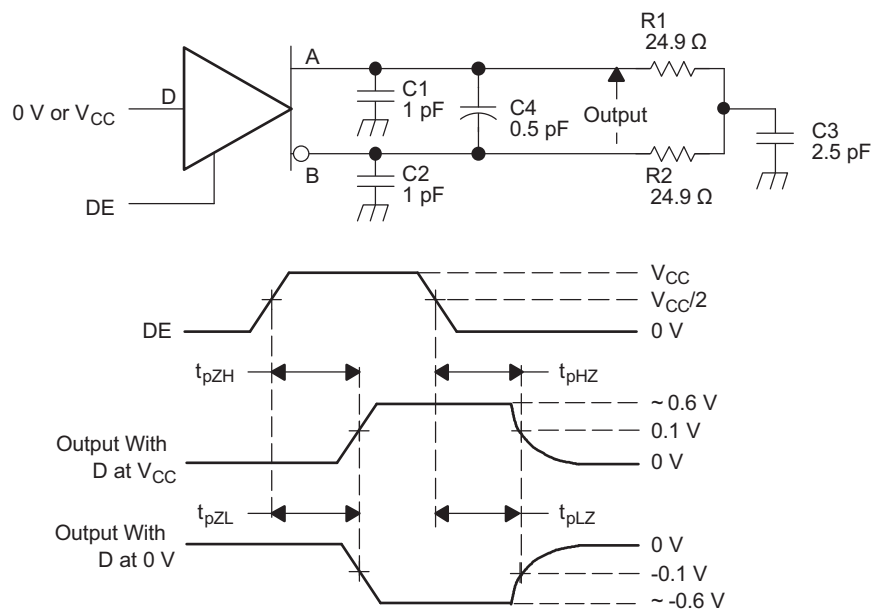 R1
24.9 Ω
A
D
0 V or VCC
C1
1 pF
C4
0.5 pF
Output
C3
2.5 pF
B
C2
1 pF
R2
24.9 Ω
DE
VCC
VCC/2
DE
0 V
tpZH
tpHZ
~ 0.6 V
0.1 V
Output With
D at VCC
0 V
tpZL
tpLZ
Output With
D at 0 V
0 V
-0.1 V
~ -0.6 V